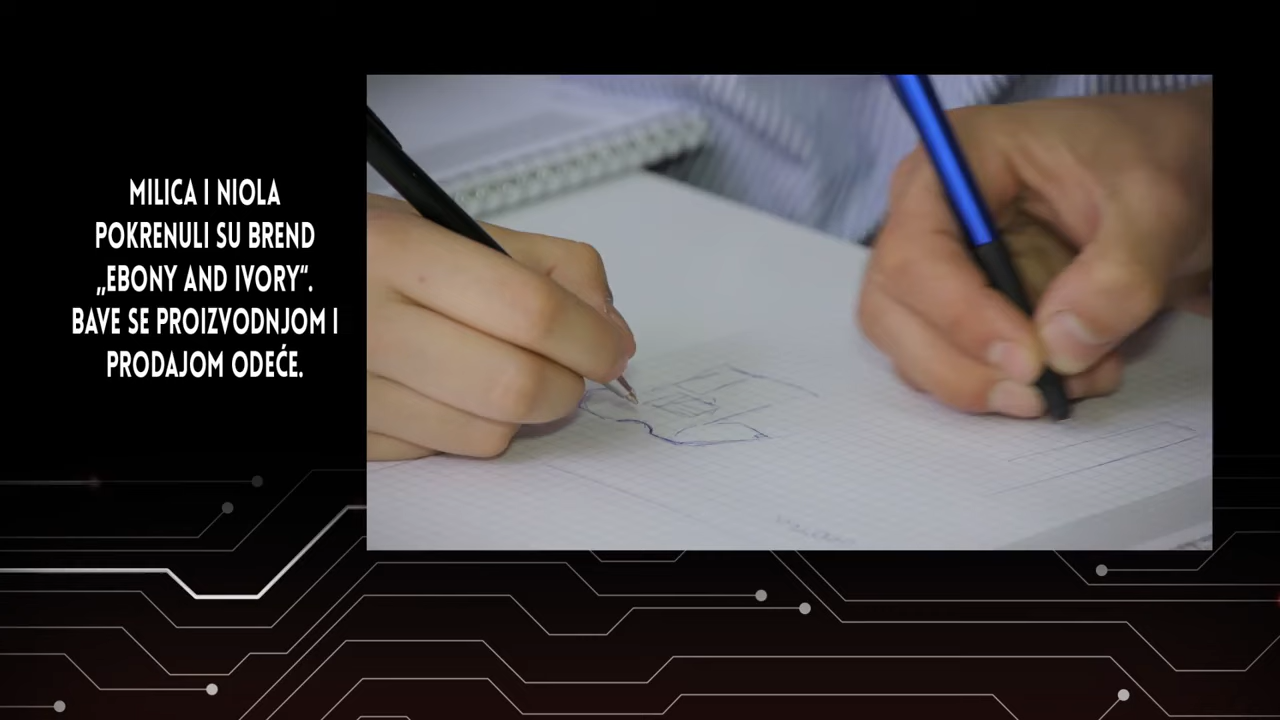 MILICA I NIOLA
POKRENULI SU BREND
„EBONY AND IVORY“.
BAVE SE PROIZVODNJOM I
PRODAJOM ODEĆE.